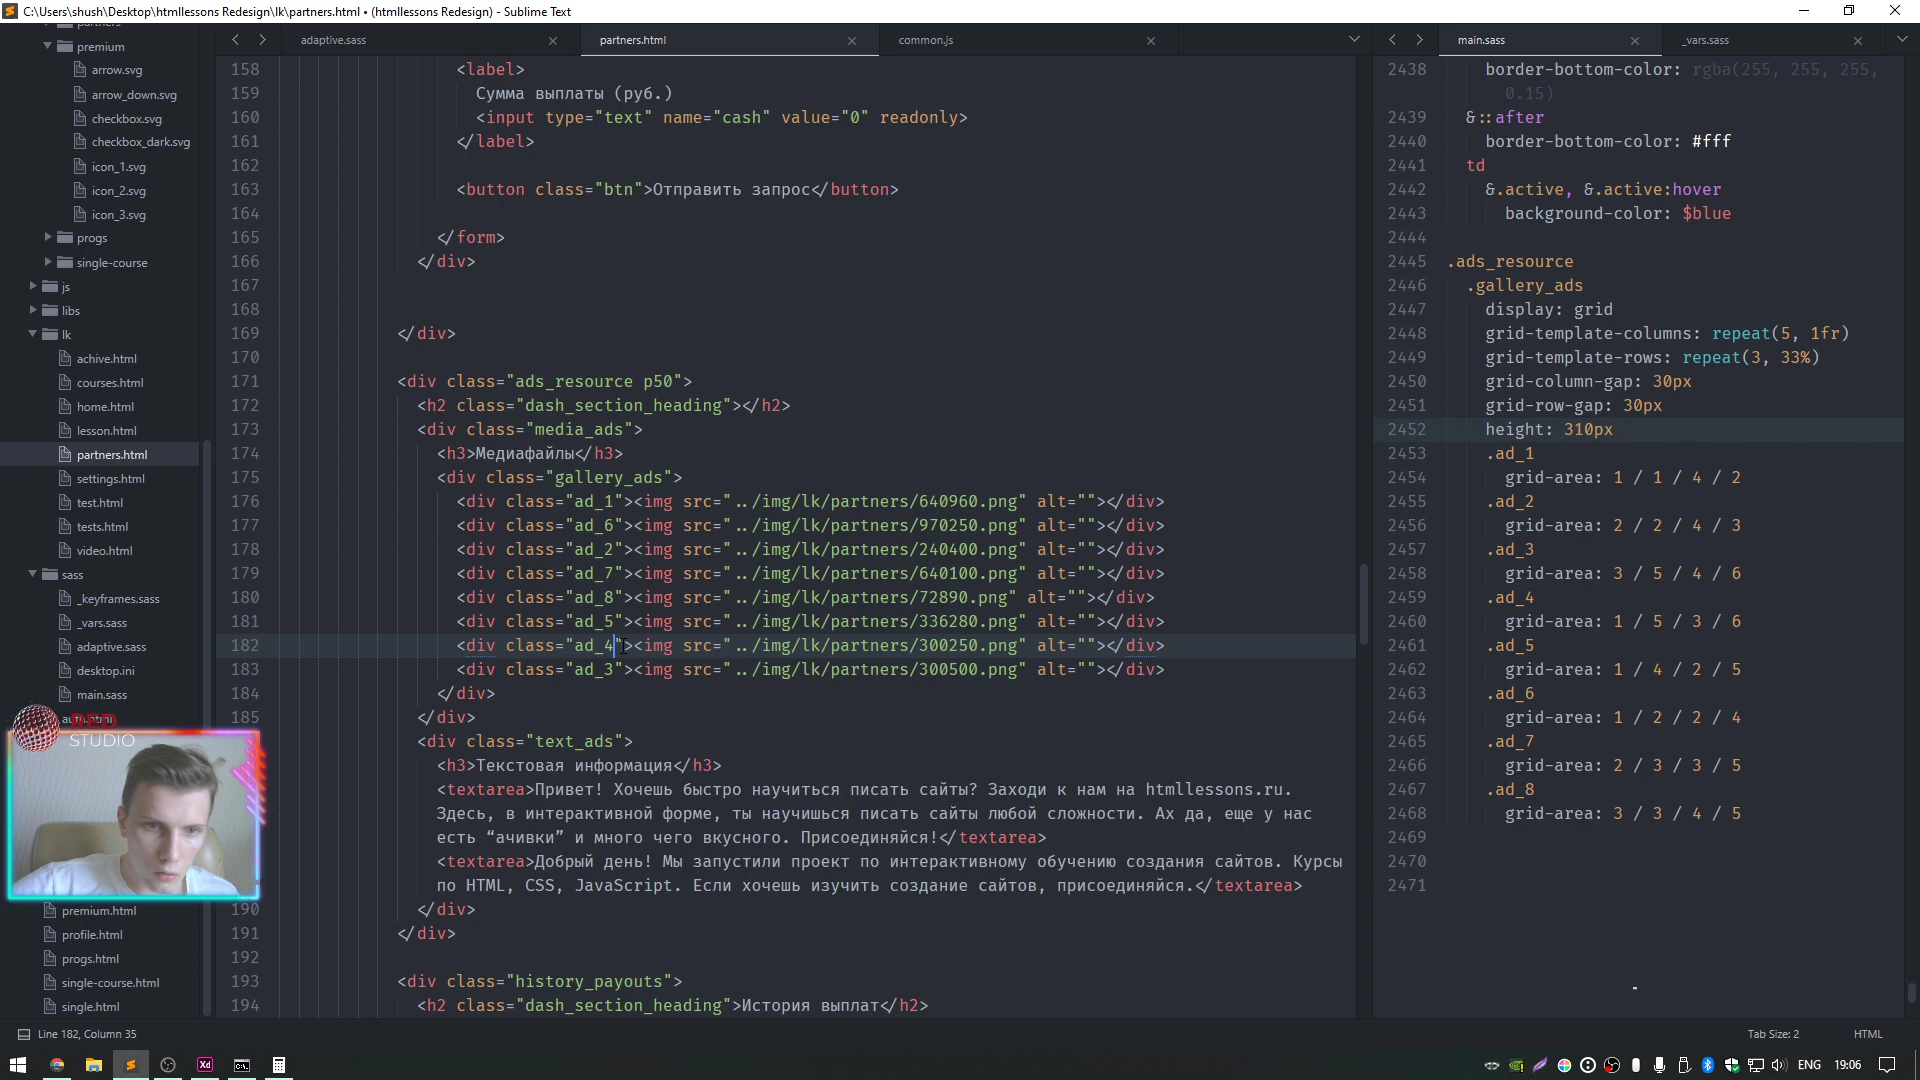 C:\Users\shush\Desktop\htmllessons Redesign\lk\partners.html • (htmllessons Redesign) - Sublime Text
premium
arrow.svg
arrow_down.svg
checkbox.svg
checkbox_dark.svg
icon_1.svg
icon_2.svg
icon_3.svg
progs
single-course
js
libs
lk
achive.html
courses.html
home.html
lesson.html
partners.html
settings.html
test.html
tests.html
video.html
sass
_keyframes.sass
_vars.sass
adaptive.sass
desktop.ini
main.sass
RED
STUDIO
premium.html
profile.html
progs.html
single-course.html
single.html
adaptive.sass
partners.html
common.js
158 <label>
159 Сумма выплаты (руб.)
160 <input type="text" name="cash" value="0" readonly>
161 </label>
162
163 <button class="btn">Отправить запрос</button>
164
165 </form>
166 </div>
167
168
169 </div>
170
171 <div class="ads_resource p50">
172 <h2 class="dash_section_heading"></h2>
173 <div class="media_ads">
174 <h3>Медиафайлы</h3>
175 <div class="gallery_ads">
176 <div class="ad_1"><img src="../img/lk/partners/640960.png" alt=""></div>
177 <div class="ad_6"><img src="../img/lk/partners/970250.png" alt=""></div>
178 <div class="ad_2"><img src="../img/lk/partners/240400.png" alt=""></div>
179 <div class="ad_7"><img src="../img/lk/partners/640100.png" alt=""></div>
180 <div class="ad_8"><img src="../img/lk/partners/72890.png" alt=""></div>
181 <div class="ad_5"><img src="../img/lk/partners/336280.png" alt=""></div>
182 <div class="ad_4"><img src="../img/lk/partners/300250.png" alt=""></div>
183 <div class="ad_3"><img src="../img/lk/partners/300500.png" alt=""></div>
184 </div>
185 </div>
<div class="text_ads">
<h3>Текстовая информация</h3>
<textarea>Привет! Хочешь быстро научиться писать сайты? Заходи к нам на htmllessons.ru.
Здесь, в интерактивной форме, ты научишься писать сайты любой сложности. Ах да, еще у нас
есть “ачивки” и много чего вкусного. Присоединяйся!</textarea>
<textarea>Добрый день! Мы запустили проект по интерактивному обучению создания сайтов. Курсы
по HTML, CSS, JavaScript. Если хочешь изучить создание сайтов, присоединяйся.</textarea>
190 </div>
191 </div>
192
193 <div class="history_payouts">
194 <h2 class="dash_section_heading">История выплат</h2>
main.sass
_vars.sass
2438 border-bottom-color: rgba(255, 255, 255,
0.15)
2439 &::after
2440 border-bottom-color: #fff
2441 td
2442 &.active, &.active:hover
2443 background-color: $blue
2444
2445 .ads_resource
2446 .gallery_ads
2447 display: grid
2448 grid-template-columns: repeat(5, 1fr)
2449 grid-template-rows: repeat(3, 33%)
2450 grid-column-gap: 30px
2451 grid-row-gap: 30px
2452 height: 310px
2453 .ad_1
2454 grid-area: 1 / 1 / 4 / 2
2455 .ad_2
2456 grid-area: 2 / 2 / 4 / 3
2457 .ad_3
2458 grid-area: 3 / 5 / 4 / 6
2459 .ad_4
2460 grid-area: 1 / 5 / 3 / 6
2461 .ad_5
2462 grid-area: 1 / 4 / 2 / 5
2463 .ad_6
2464 grid-area: 1 / 2 / 2 / 4
2465 .ad_7
2466 grid-area: 2 / 3 / 3 / 5
2467 .ad_8
2468 grid-area: 3 / 3 / 4 / 5
2469
2470
2471
Line 182, Column 35
Tab Size: 2
HTML
Xd
ENG
19:06